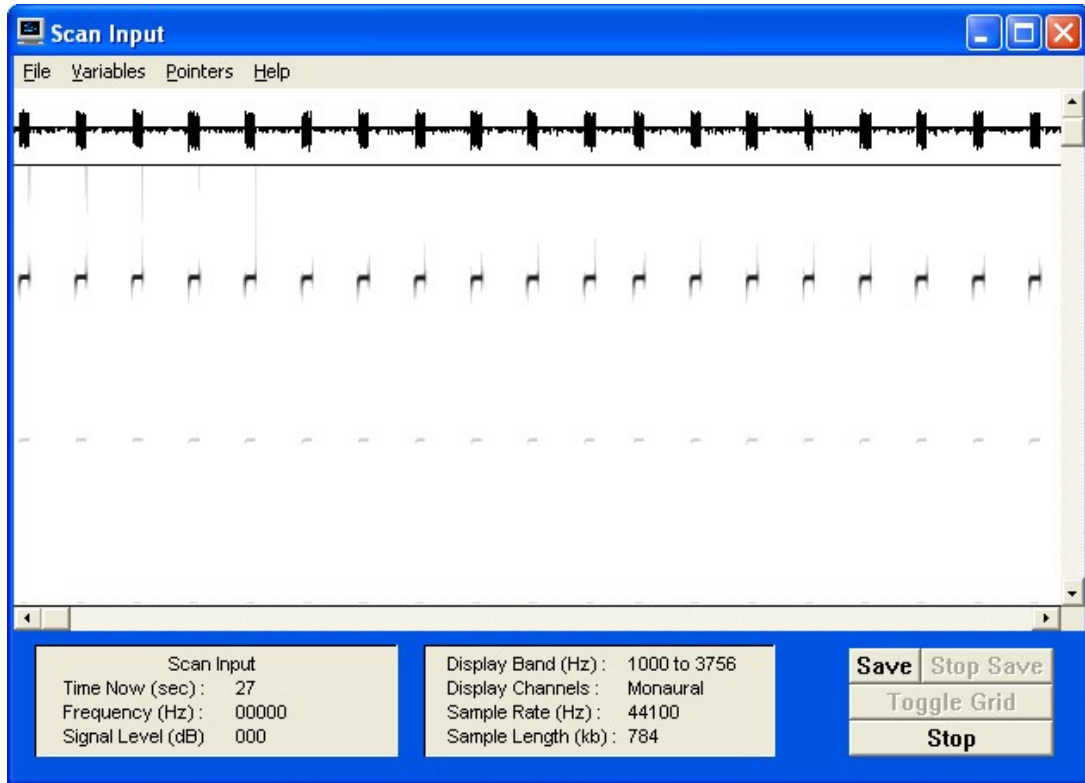 Scan Input
File Variables Pointers Help
Scan Input
Time Now (sec) : 27
Frequency (Hz) : 00000
Signal Level (dB) 000
Display Band (Hz) : 1000 to 3756
Display Channels : Monaural
Sample Rate (Hz) : 44100
Sample Length (kb) : 784
Save Stop Save
Toggle Grid
Stop